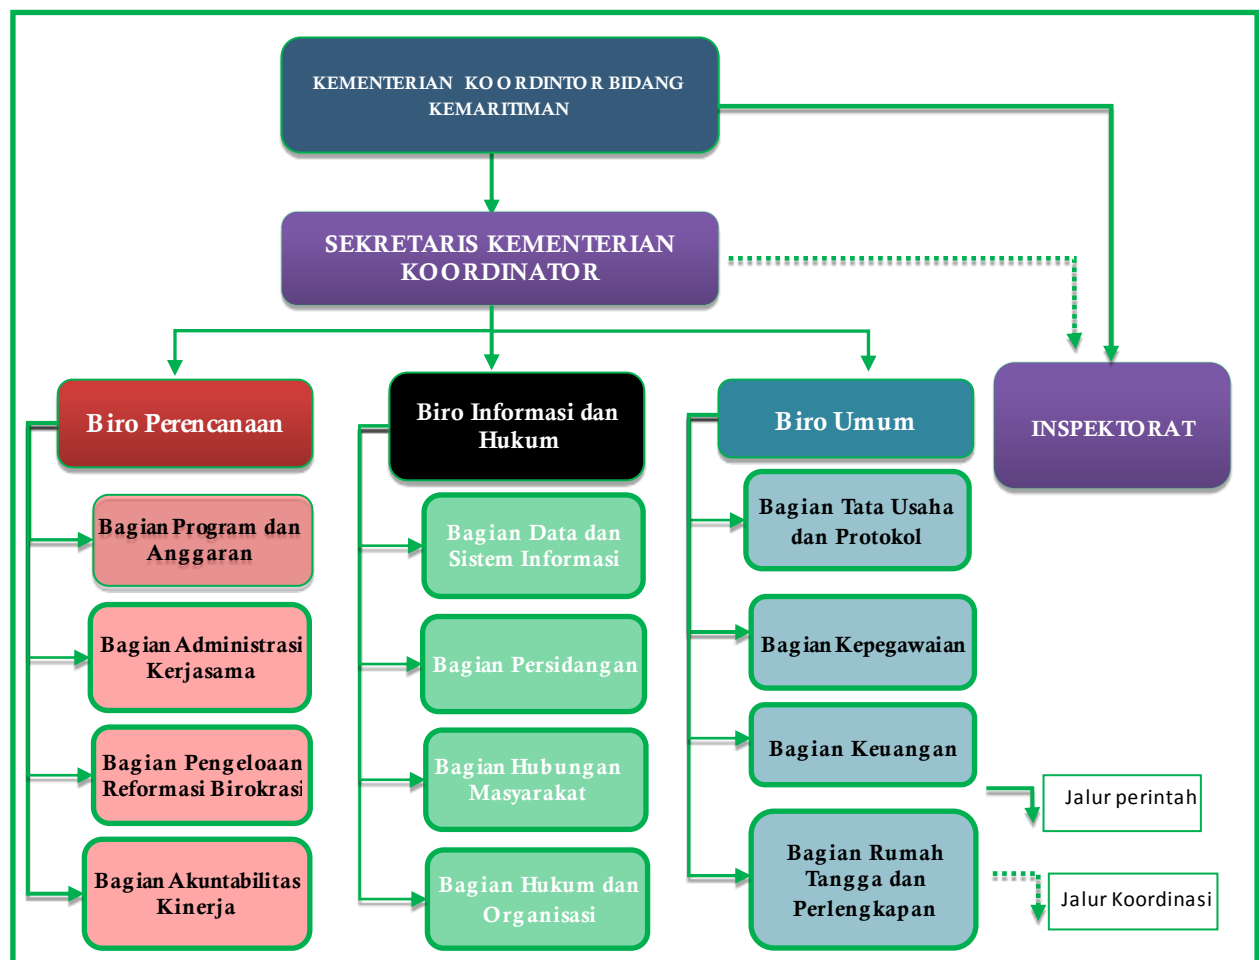 KEMENTERIAN KOORDINTOR BIDANG
KEMARITIMAN
SEKRETARIS KEMENTERIAN
KOORDINATOR
Biro Perencanaan
Biro Informasi dan
Hukum
Biro Umum
INSPEKTORAT
Bagian Program dan
Anggaran
Bagian Administrasi
Kerjasama
Bagian Pengeloaan
Reformasi Birokrasi
Bagian Akuntabilitas
Kinerja
Bagian Data dan
Sistem Informasi
Bagian Persidangan
Bagian Hubungan
Masyarakat
Bagian Hukum dan
Organisasi
Bagian Tata Usaha
dan Protokol
Bagian Kepegawaian
Bagian Keuangan
Bagian Rumah
Tangga dan
Perlengkapan
Jalur perintah
Jalur Koordinasi